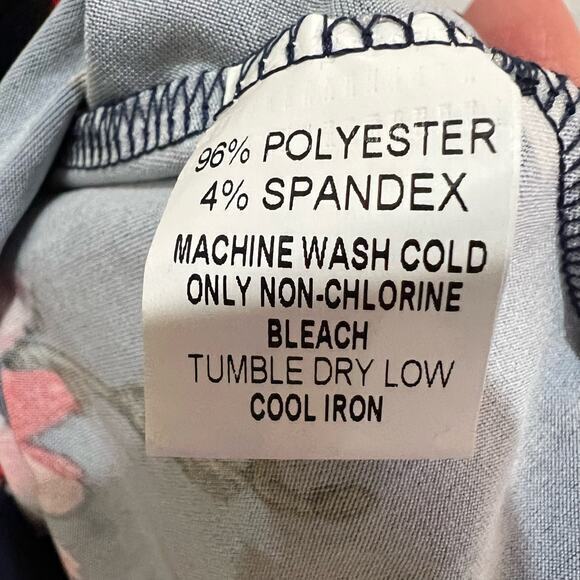 96% POLYESTER
4% SPANDEX
MACHINE WASH COLD
ONLY NON-CHLORINE
BLEACH
TUMBLE DRY LOW
COOL IRON